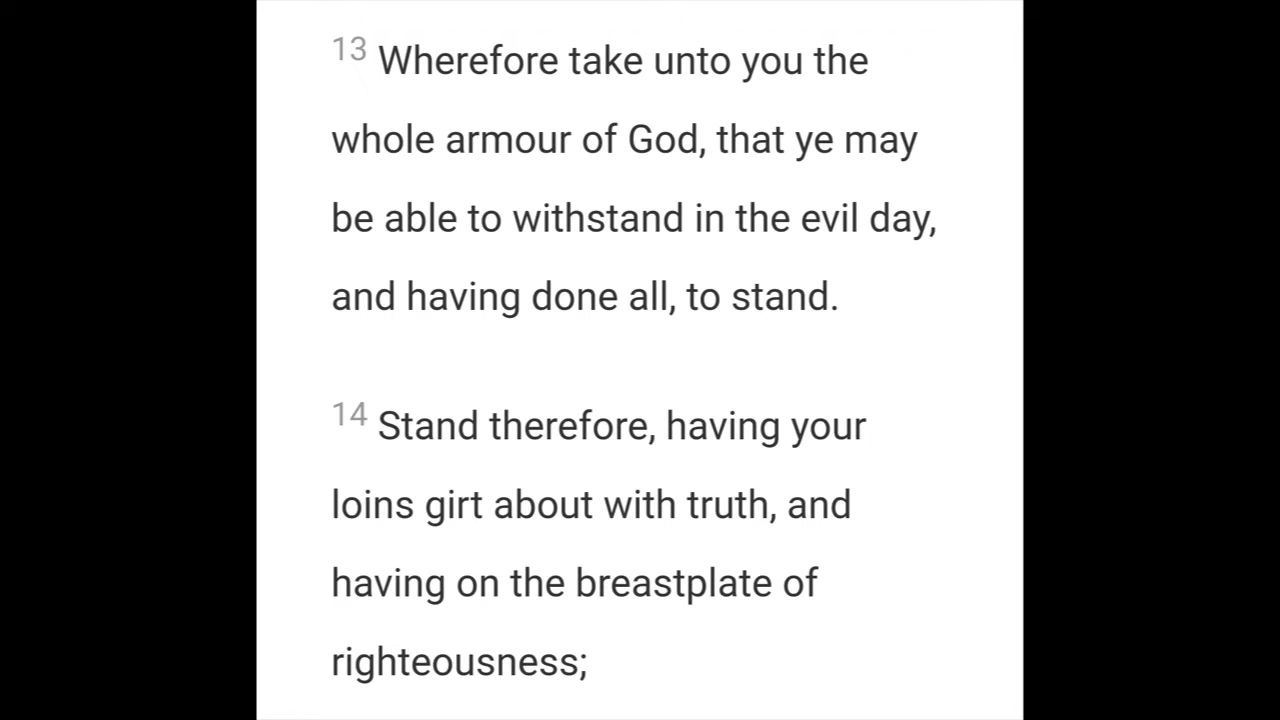 13 Wherefore take unto you the
whole armour of God, that ye may
be able to withstand in the evil day,
and having done all, to stand.
14 Stand therefore, having your
loins girt about with truth, and
having on the breastplate of
righteousness;